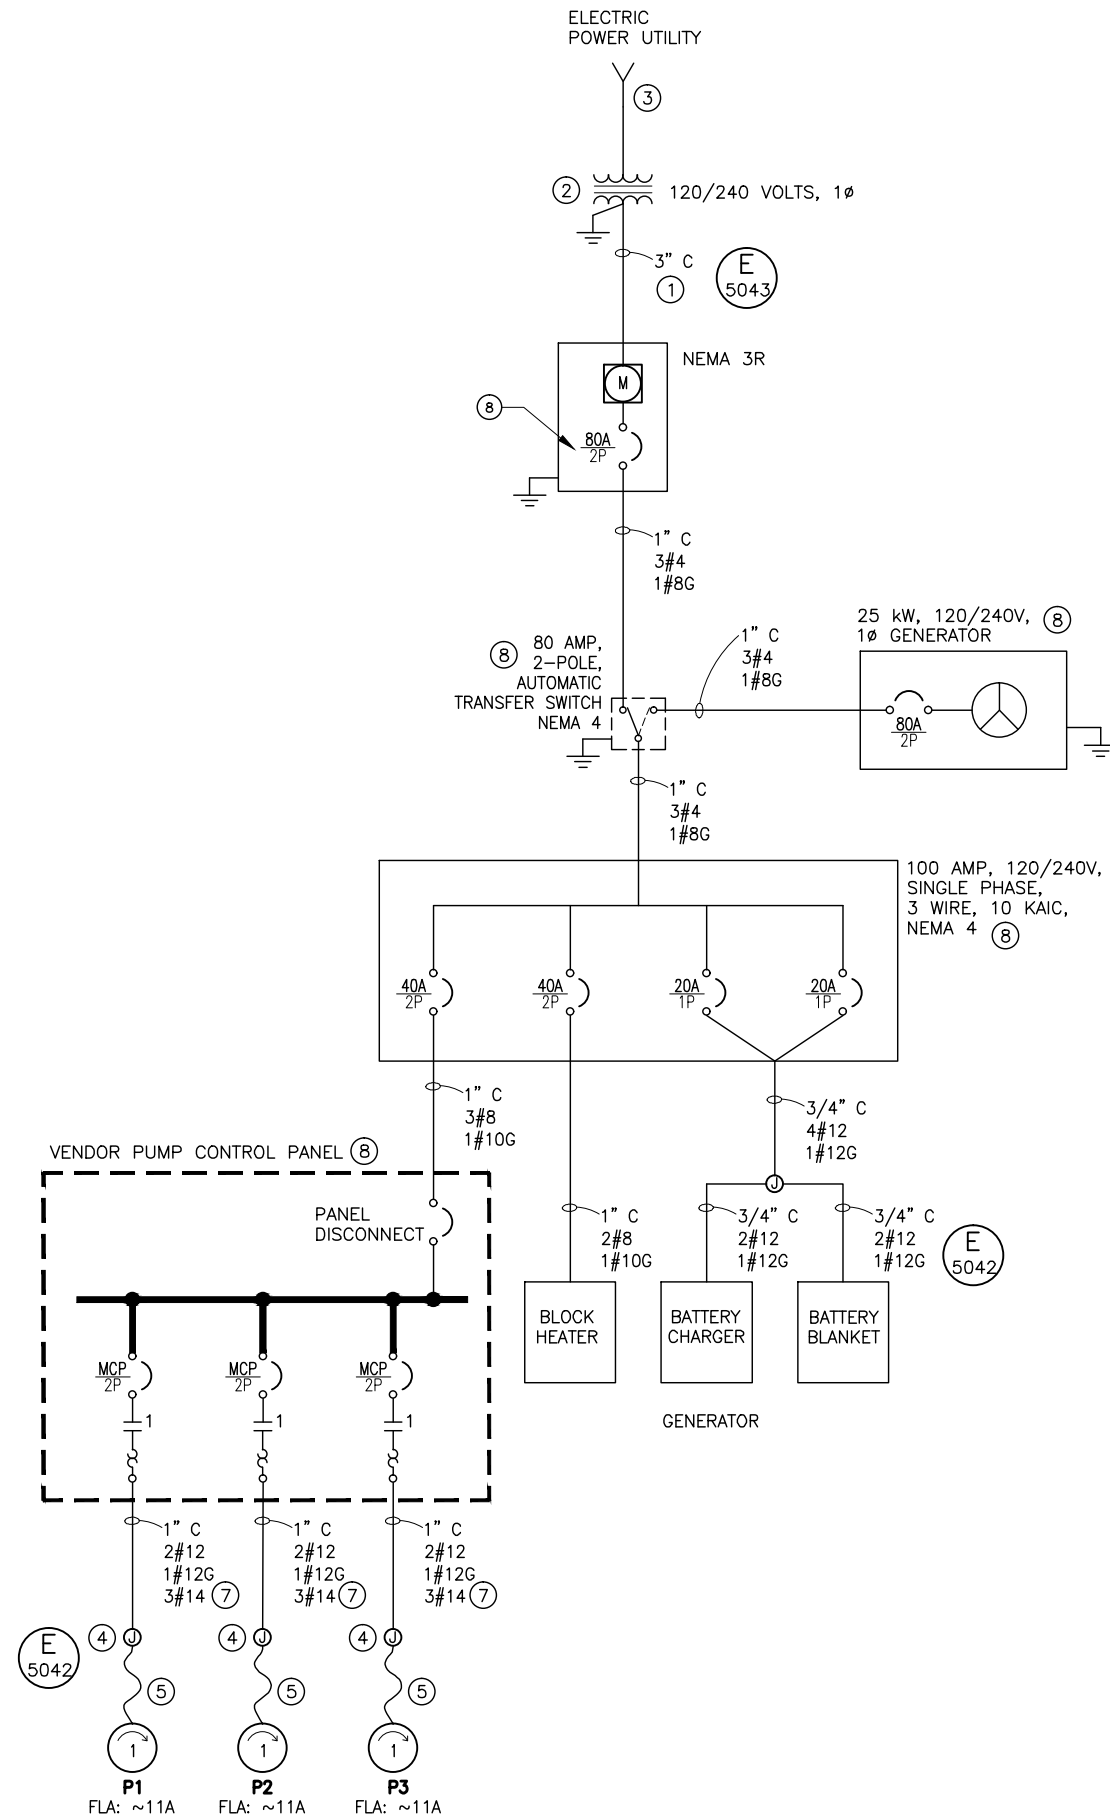 ELECTRIC
POWER UTILITY
3
2
120/240 VOLTS, 1ø
3" C
1
E
5043
NEMA 3R
M
8
80A
2P
1" C
3#4
1#8G
25 kW, 120/240V,
1ø GENERATOR
8
1" C
3#4
1#8G
8
80 AMP,
2-POLE,
AUTOMATIC
TRANSFER SWITCH
NEMA 4
80A
2P
1" C
3#4
1#8G
100 AMP, 120/240V,
SINGLE PHASE,
3 WIRE, 10 KAIC,
NEMA 4
8
40A
2P
40A
2P
20A
1P
20A
1P
1" C
3#8
1#10G
3/4" C
4#12
1#12G
VENDOR PUMP CONTROL PANEL
8
J
PANEL
DISCONNECT
1" C
2#8
1#10G
3/4" C
2#12
1#12G
3/4" C
2#12
1#12G
E
5042
BLOCK
HEATER
BATTERY
CHARGER
BATTERY
BLANKET
GENERATOR
MCP
2P
MCP
2P
MCP
2P
1
1
1
1" C
2#12
1#12G
3#14
7
1" C
2#12
1#12G
3#14
7
1" C
2#12
1#12G
3#14
7
E
5042
4
J
4
J
4
J
5
5
5
1
1
1
P1
FLA: ~11A
P2
FLA: ~11A
P3
FLA: ~11A